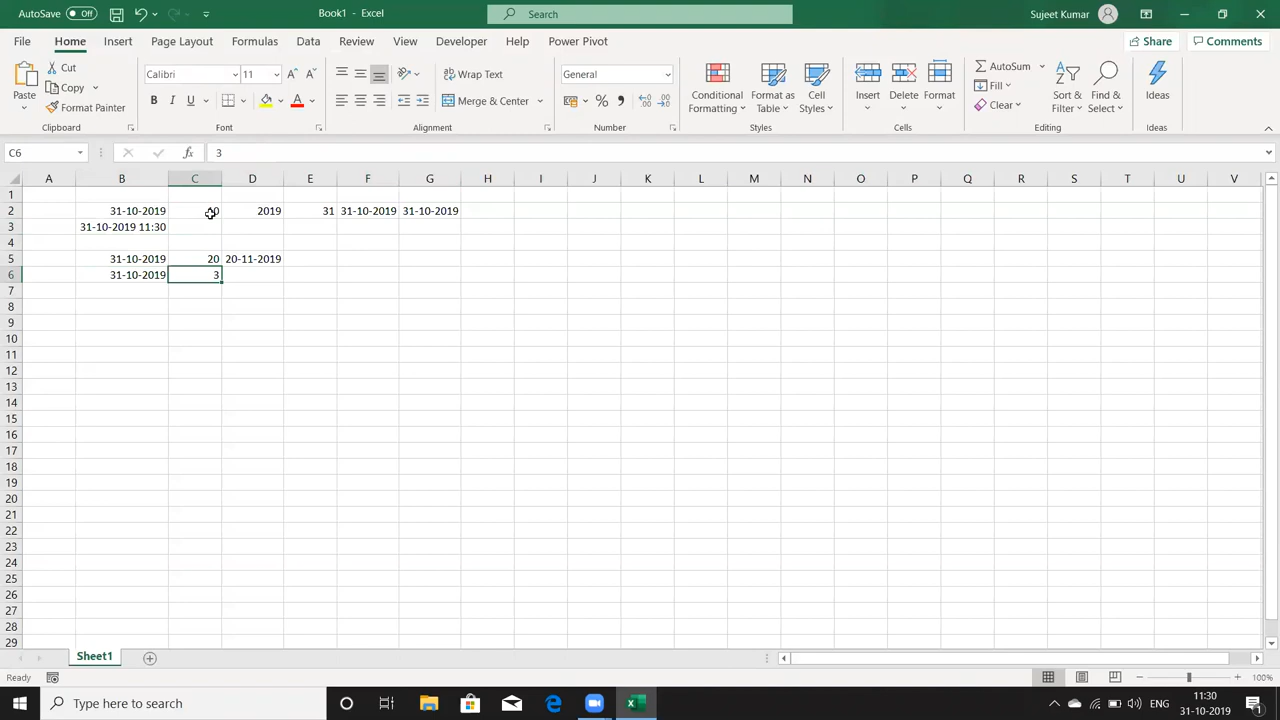 AutoSave Off Book1 - Excel Search Sujeet Kumar
File Home Insert Page Layout Formulas Data Review View Developer Help Power Pivot Share Comments
Paste Cut Copy Format Painter Calibri 11 Wrap Text Merge & Center General Conditional Formatting Format as Table Cell Styles Insert Delete Format AutoSum Fill Clear Sort & Filter Find & Select Ideas
Clipboard Font Alignment Number Styles Cells Editing Ideas
C6 fx 3
A B C D E F G H I J K L M N O P Q R S T U V
1
2 31-10-2019 2019 31 31-10-2019 31-10-2019
3 31-10-2019 11:30
4
5 31-10-2019 20 20-11-2019
6 31-10-2019 3
7
8
9
10
11
12
13
14
15
16
17
18
19
20
21
22
23
24
25
26
27
28
29
Sheet1
Ready 100%
Type here to search 11:30
31-10-2019